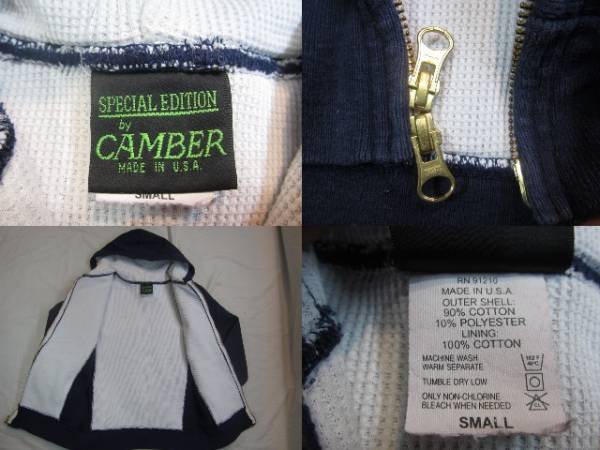 SPECIAL EDITION
by
CAMBER
MADE IN U.S.A.
SMALL
RN 91210
MADE IN U.S.A
OUTER SHELL:
90% COTTON
10% POLYESTER
LINING:
100% COTTON
MACHINE WASH
WARM SEPARATE
TUMBLE DRY LOW
ONLY NON-CHLORINE
BLEACH WHEN NEEDED
SMALL